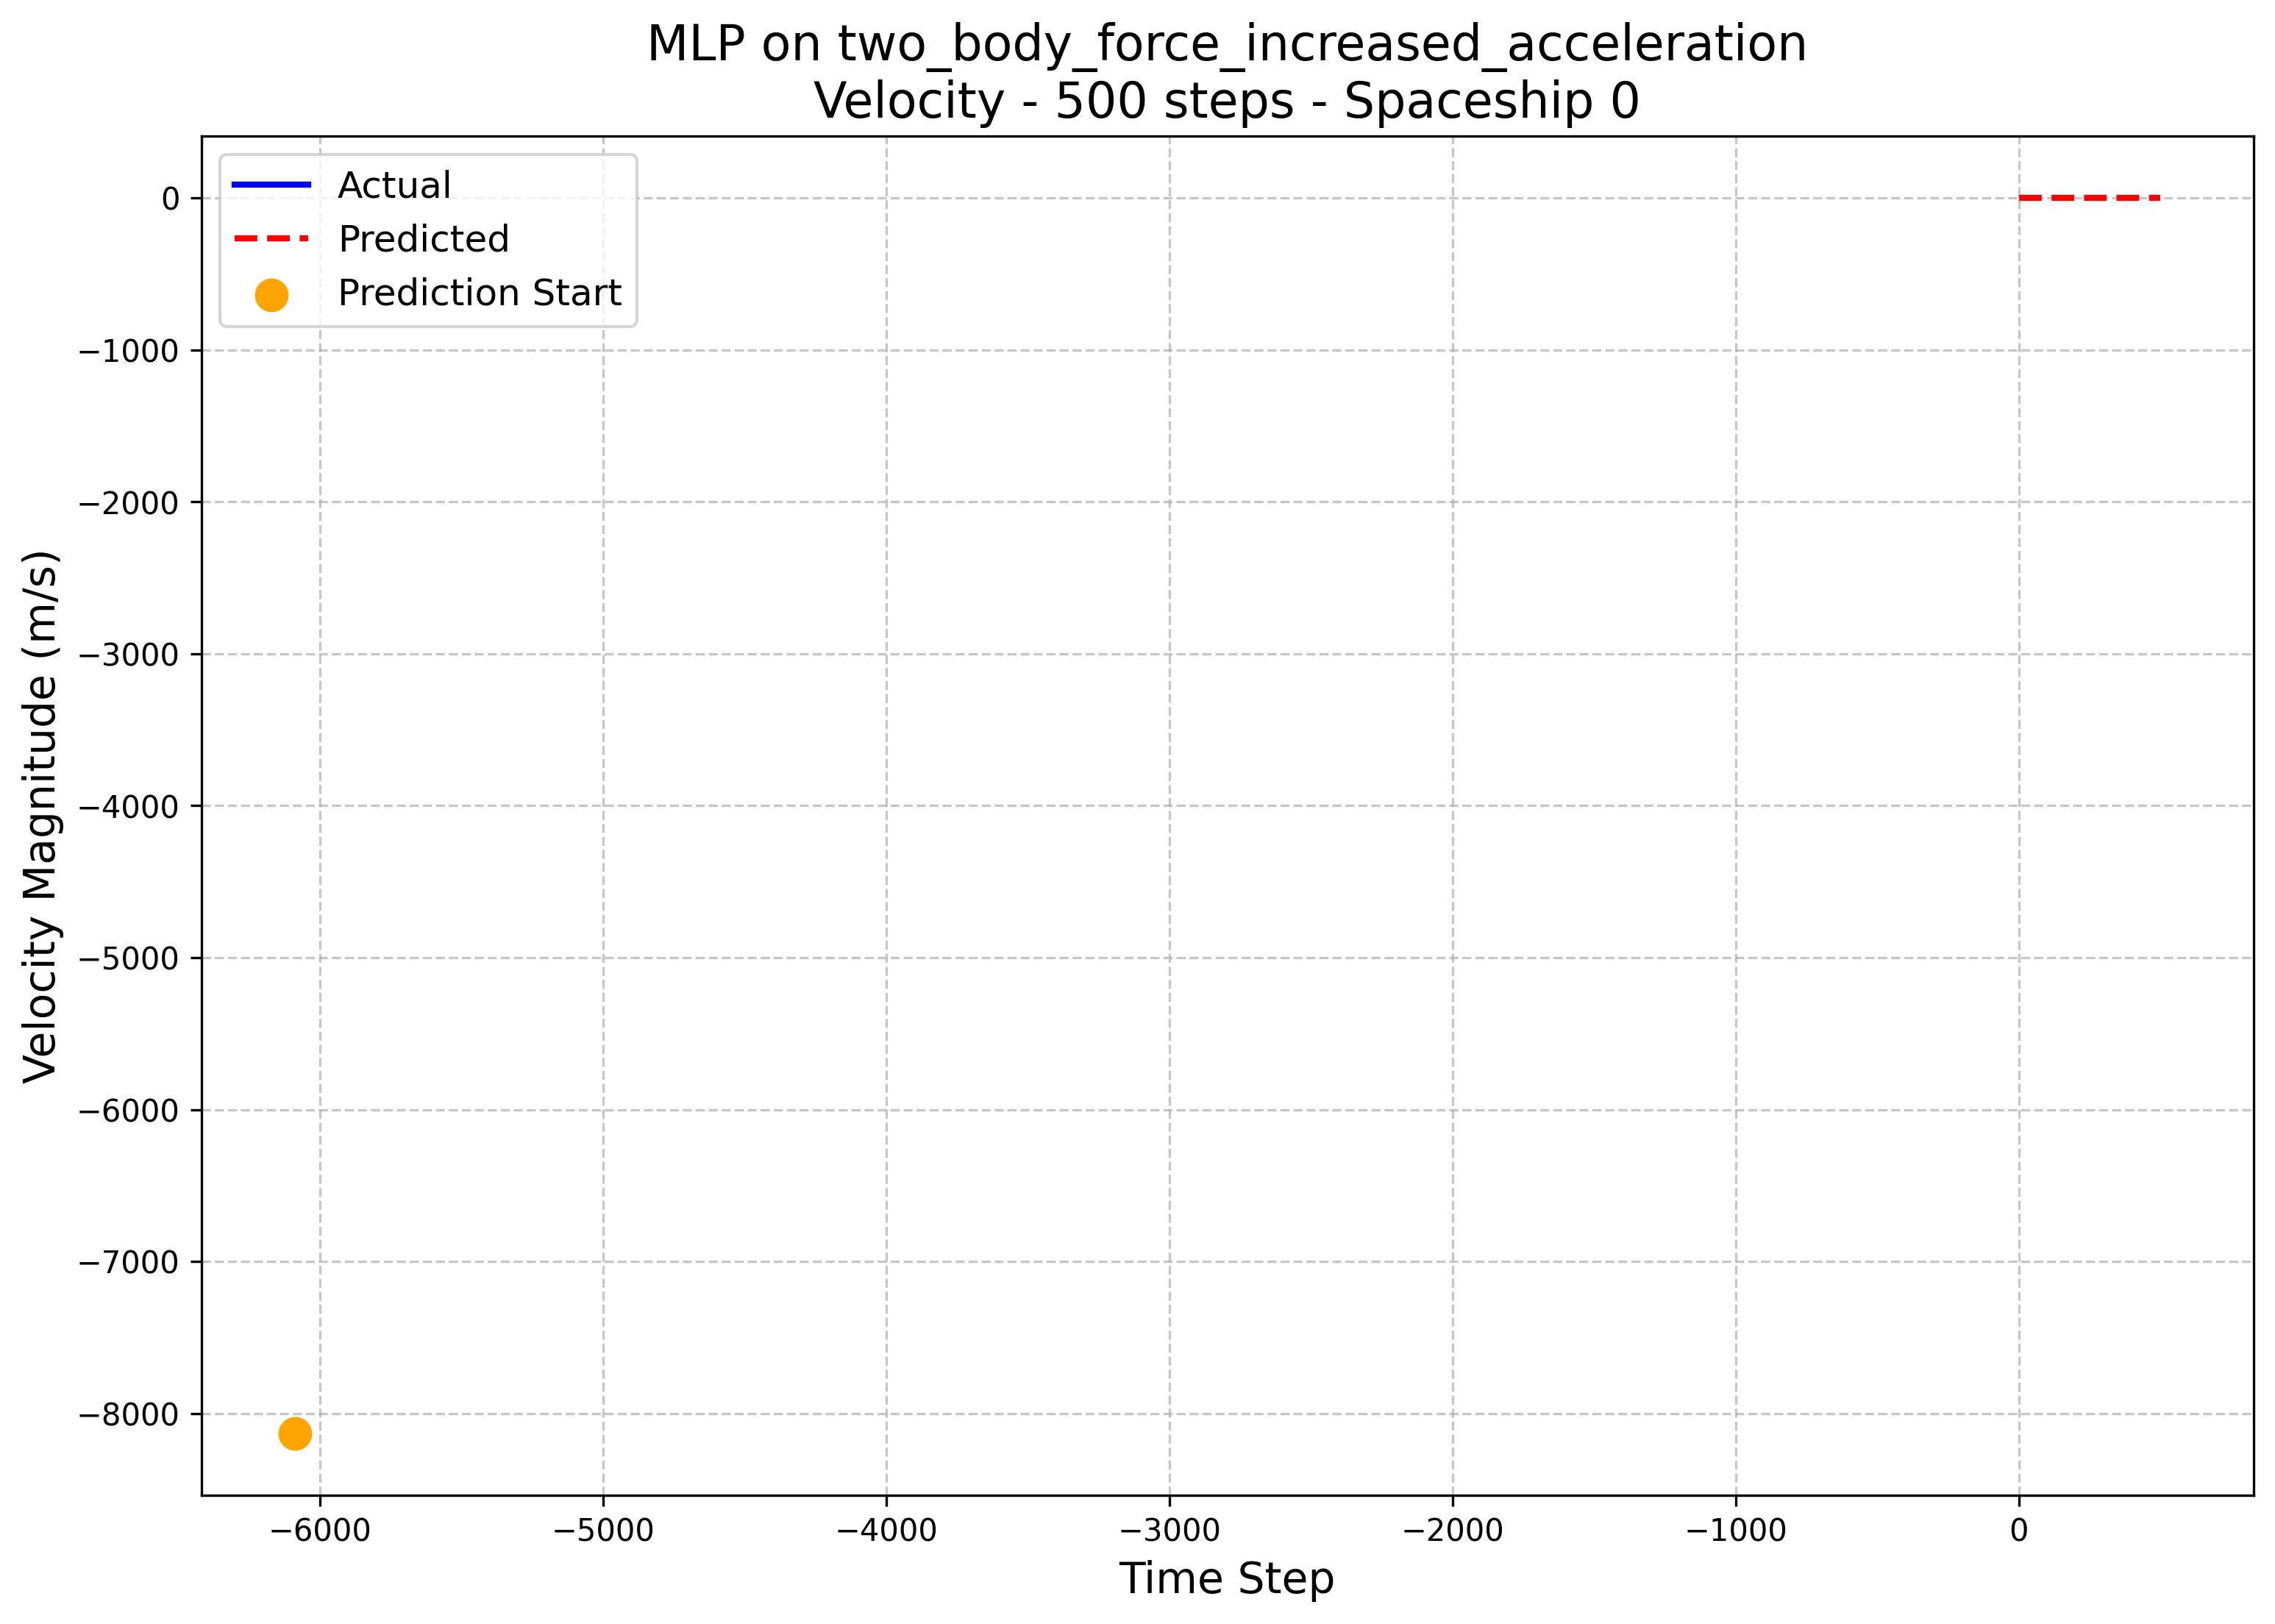 MLP on two_body_force_increased_acceleration
Velocity - 500 steps - Spaceship 0
Actual
Predicted
Prediction Start
0
−1000
−2000
−3000
−4000
−5000
−6000
−7000
−8000
Velocity Magnitude (m/s)
−6000 −5000 −4000 −3000 −2000 −1000 0
Time Step